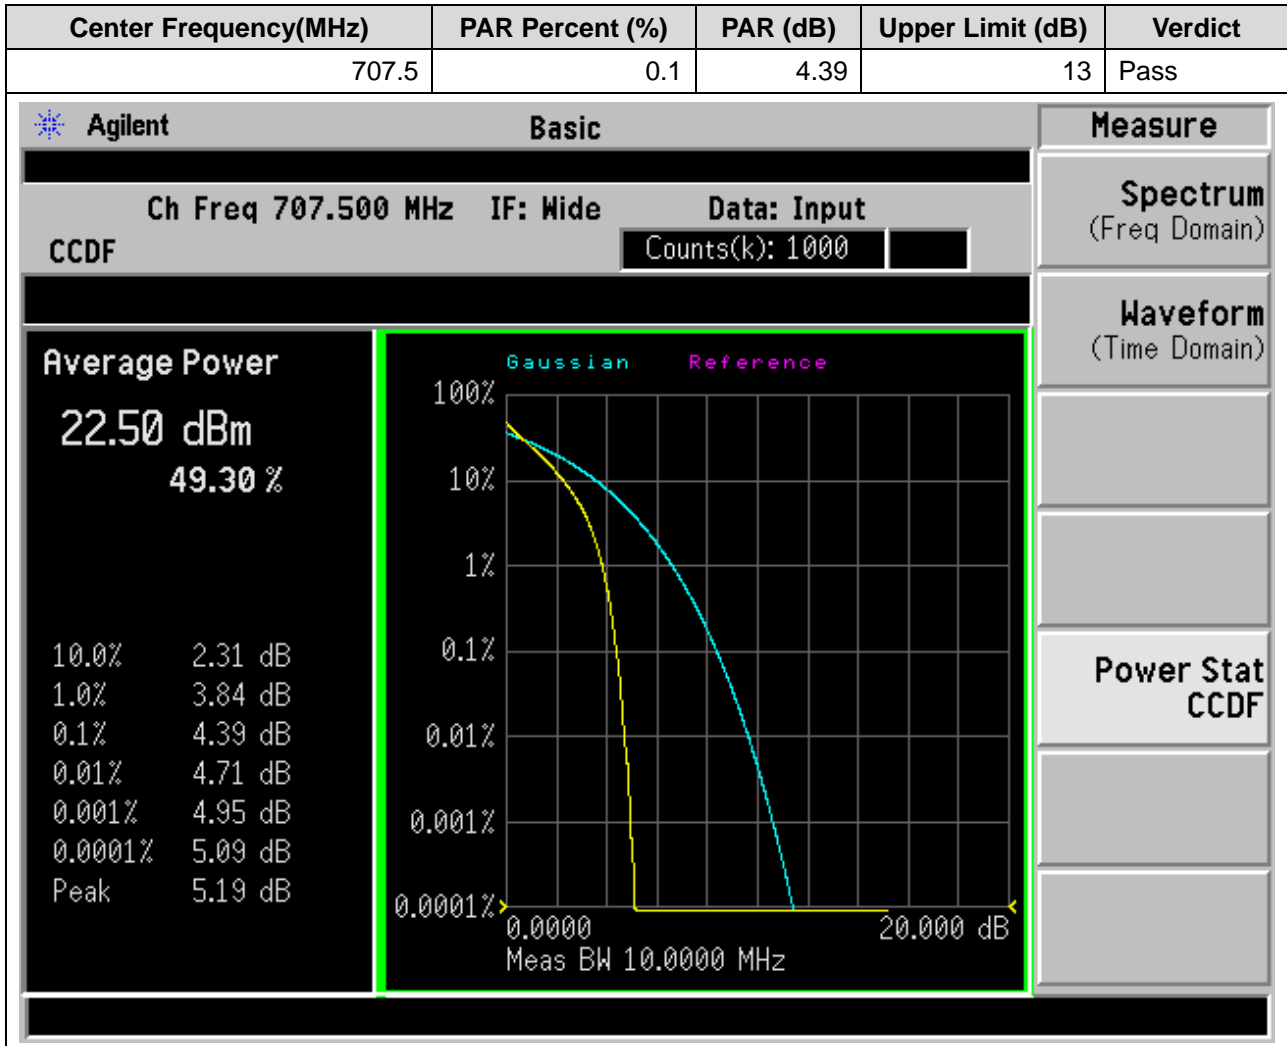 Center Frequency(MHz) PAR Percent (%) PAR (dB) Upper Limit (dB) Verdict
707.5 0.1 4.39 13 Pass
Agilent Basic Measure
Ch Freq 707.500 MHz IF: Wide Data: Input
CCDF Counts(k): 1000
Average Power
22.50 dBm
49.30 %
10.0% 2.31 dB
1.0% 3.84 dB
0.1% 4.39 dB
0.01% 4.71 dB
0.001% 4.95 dB
0.0001% 5.09 dB
Peak 5.19 dB
Gaussian Reference
100%
10%
1%
0.1%
0.01%
0.001%
0.0001%
0.0000 20.000 dB
Meas BW 10.0000 MHz
Spectrum
(Freq Domain)
Waveform
(Time Domain)
Power Stat
CCDF